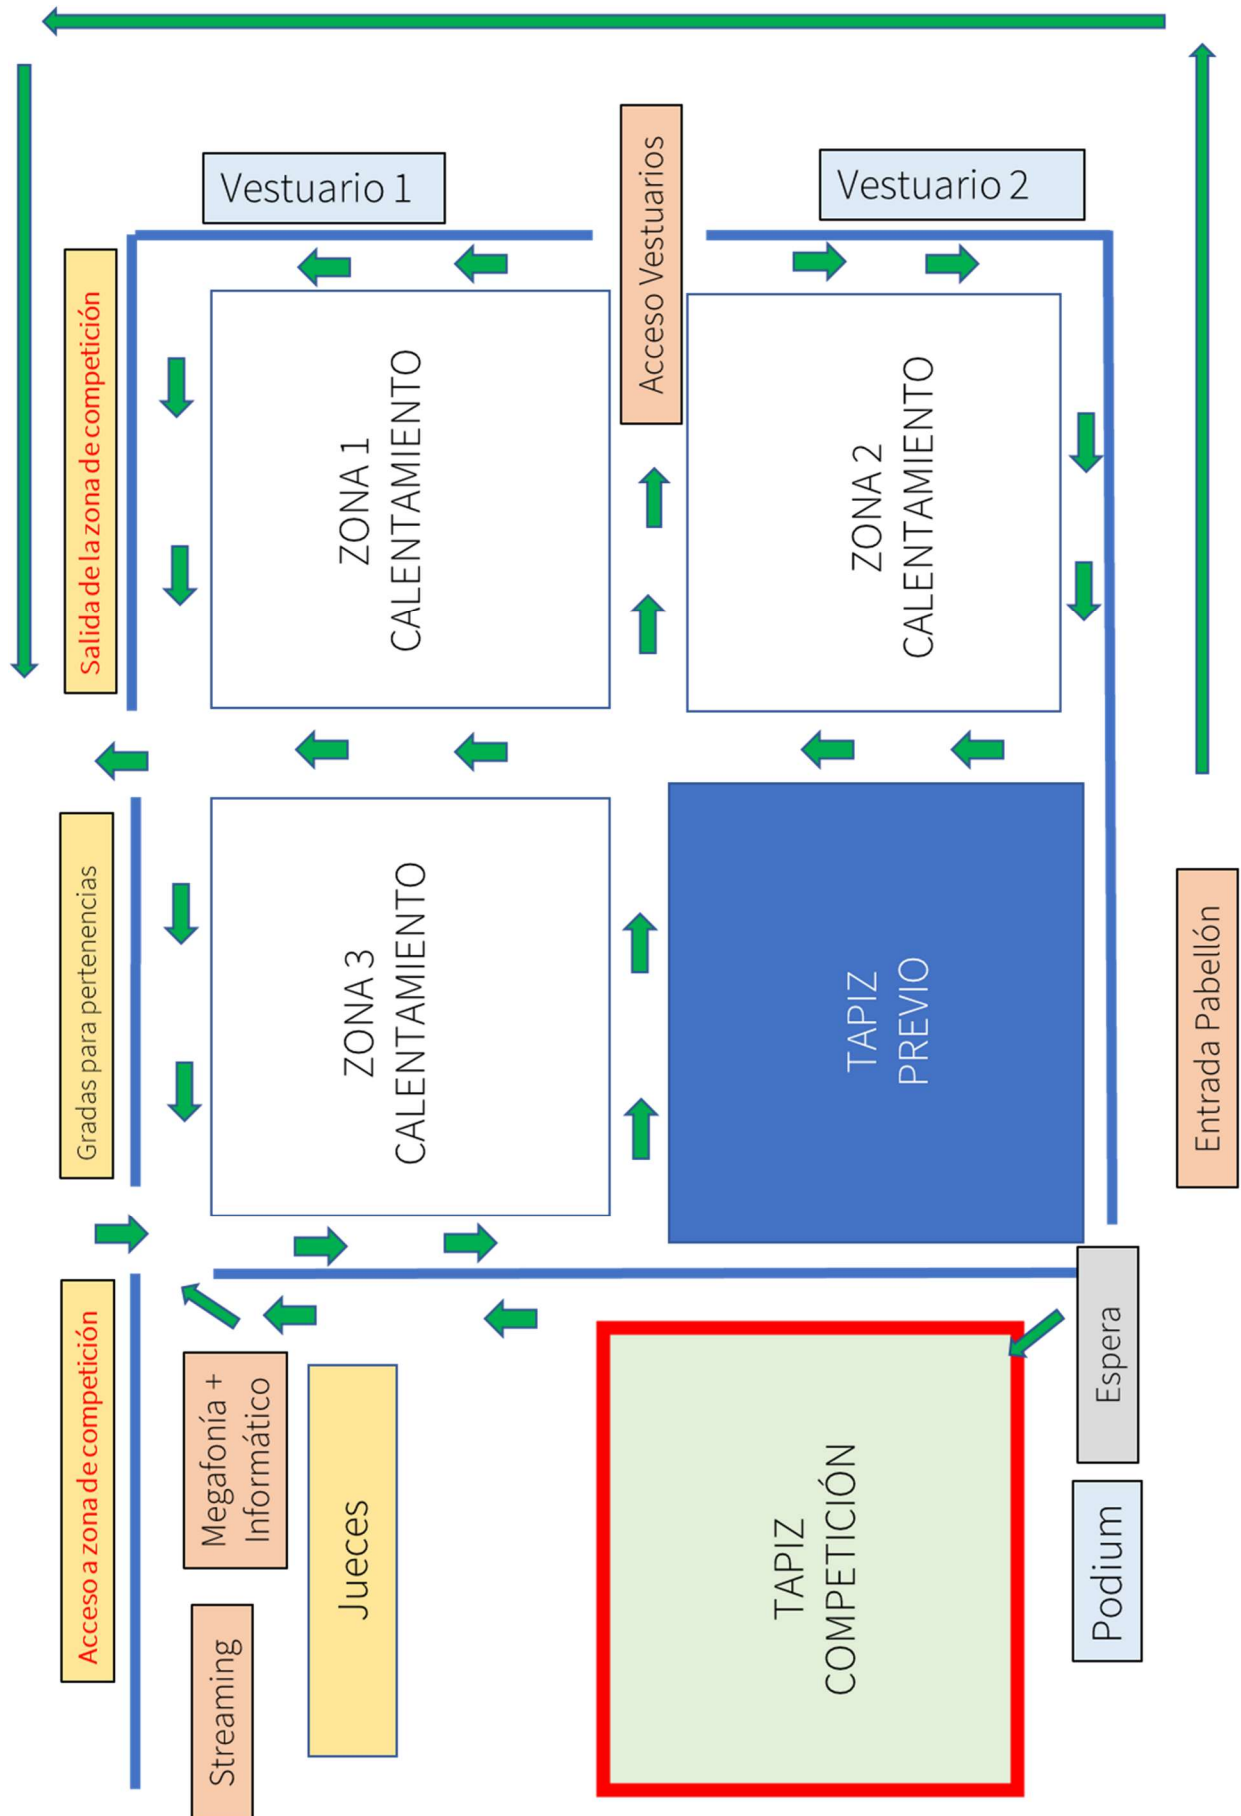 Vestuario 1
Vestuario 2
Acceso Vestuarios
Salida de la zona de competición
ZONA 1
CALENTAMIENTO
ZONA 2
CALENTAMIENTO
Gradas para pertenencias
ZONA 3
CALENTAMIENTO
TAPIZ
PREVIO
Entrada Pabellón
Acceso a zona de competición
Megafonía +
Informático
Streaming
Jueces
TAPIZ
COMPETICIÓN
Espera
Podium